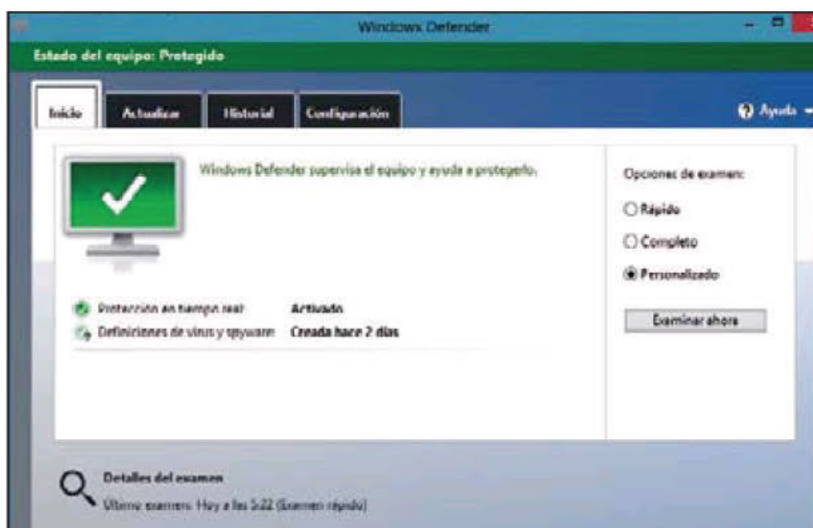 Windows Defender
Estado del equipo: Protegido
Inicio
Actualizar
Historial
Configuración
Ayuda
Windows Defender supervisa el equipo y ayuda a protegerlo.
Protección en tiempo real: Activado
Definiciones de virus y spyware: Creada hace 2 días
Opciones de examen:
Rápido
Completo
Personalizado
Examinar ahora
Detalles del examen
Último examen: Hoy a las 5:22 (Examen rápido)